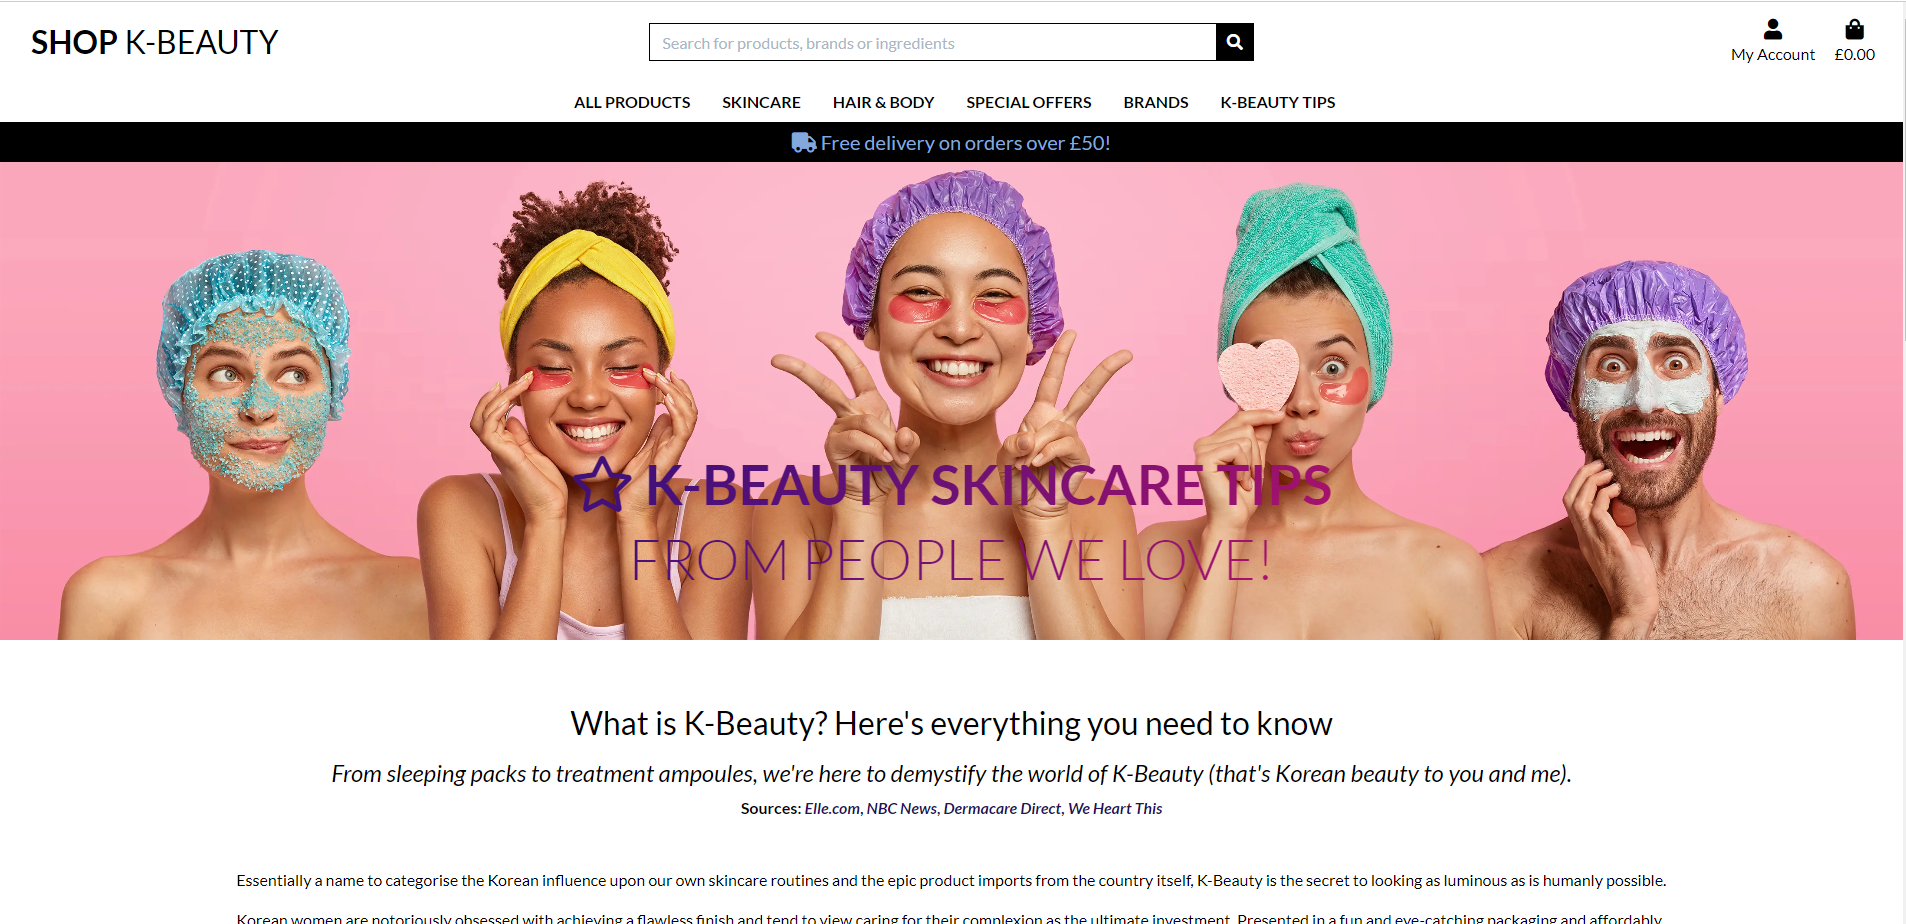 SHOP K-BEAUTY
Search for products, brands or ingredients
My Account
£0.00
ALL PRODUCTS SKINCARE HAIR & BODY SPECIAL OFFERS BRANDS K-BEAUTY TIPS
Free delivery on orders over £50!
K-BEAUTY SKINCARE TIPS
FROM PEOPLE WE LOVE!
What is K-Beauty? Here's everything you need to know
From sleeping packs to treatment ampoules, we're here to demystify the world of K-Beauty (that's Korean beauty to you and me).
Sources: Elle.com, NBC News, Dermacare Direct, We Heart This
Essentially a name to categorise the Korean influence upon our own skincare routines and the epic product imports from the country itself, K-Beauty is the secret to looking as luminous as is humanly possible.
Korean women are notoriously obsessed with achieving a flawless finish and tend to view caring for their complexion as the ultimate investment. Presented in a fun and eye-catching packaging and affordably